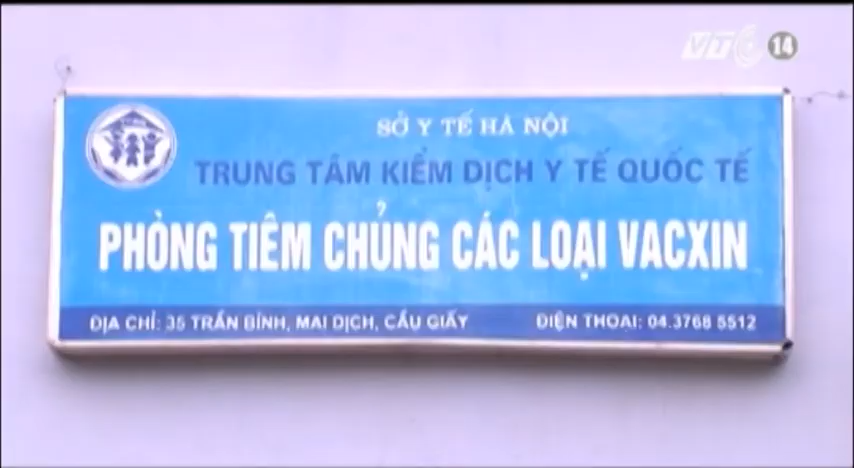 VTC 14
SỞ Y TẾ HÀ NỘI
TRUNG TÂM KIỂM DỊCH Y TẾ QUỐC TẾ
PHÒNG TIÊM CHỦNG CÁC LOẠI VACXIN
ĐỊA CHỈ: 35 TRẦN BÌNH, MAI DỊCH, CẦU GIẤY
ĐIỆN THOẠI: 04.3768 5512